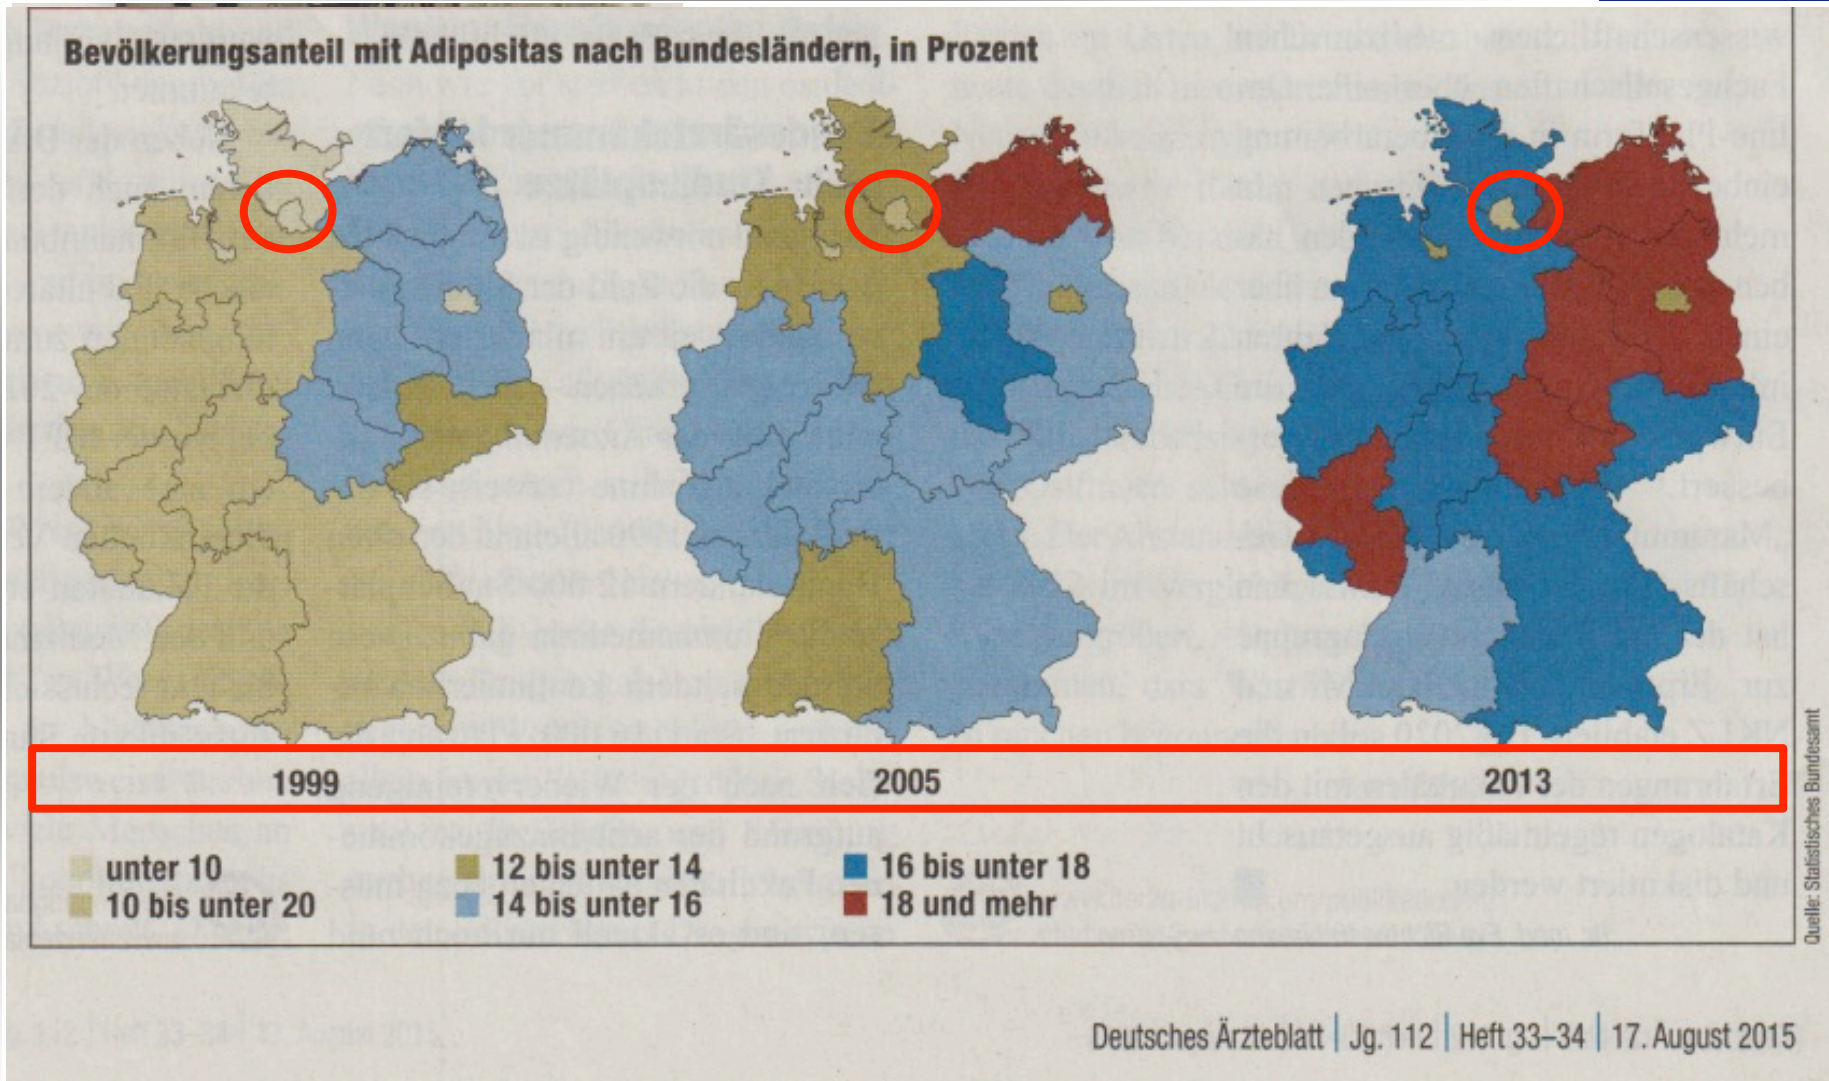 Bevölkerungsanteil mit Adipositas nach Bundesländern, in Prozent
1999
2005
2013
unter 10
10 bis unter 20
12 bis unter 14
14 bis unter 16
16 bis unter 18
18 und mehr
Quelle: Statistisches Bundesamt
Deutsches Ärzteblatt | Jg. 112 | Heft 33–34 | 17. August 2015